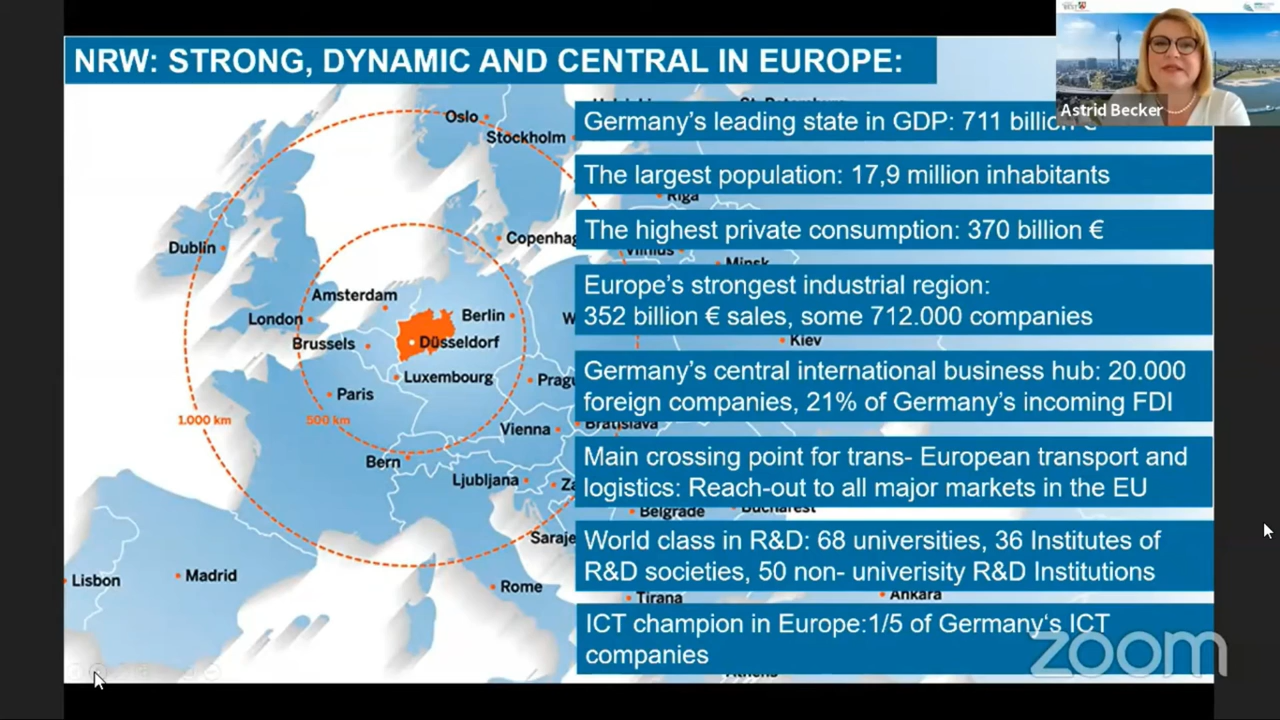 NRW: STRONG, DYNAMIC AND CENTRAL IN EUROPE:
Astrid Becker
Germany's leading state in GDP: 711 billion €
The largest population: 17,9 million inhabitants
The highest private consumption: 370 billion €
Europe's strongest industrial region:
352 billion € sales, some 712.000 companies
Germany's central international business hub: 20.000
foreign companies, 21% of Germany's incoming FDI
Main crossing point for trans- European transport and
logistics: Reach-out to all major markets in the EU
World class in R&D: 68 universities, 36 Institutes of
R&D societies, 50 non- univerisity R&D Institutions
ICT champion in Europe:1/5 of Germany's ICT
companies
Oslo
Stockholm
Riga
Dublin
Vilnius
Minsk
Amsterdam
London
Berlin
Brussels
Düsseldorf
Kiev
Luxembourg
Paris
1.000 km
500 km
Vienna
Bratislava
Bern
Ljubljana
Belgrade
Bucharest
Lisbon
Madrid
Rome
Tirana
Ankara
zoom